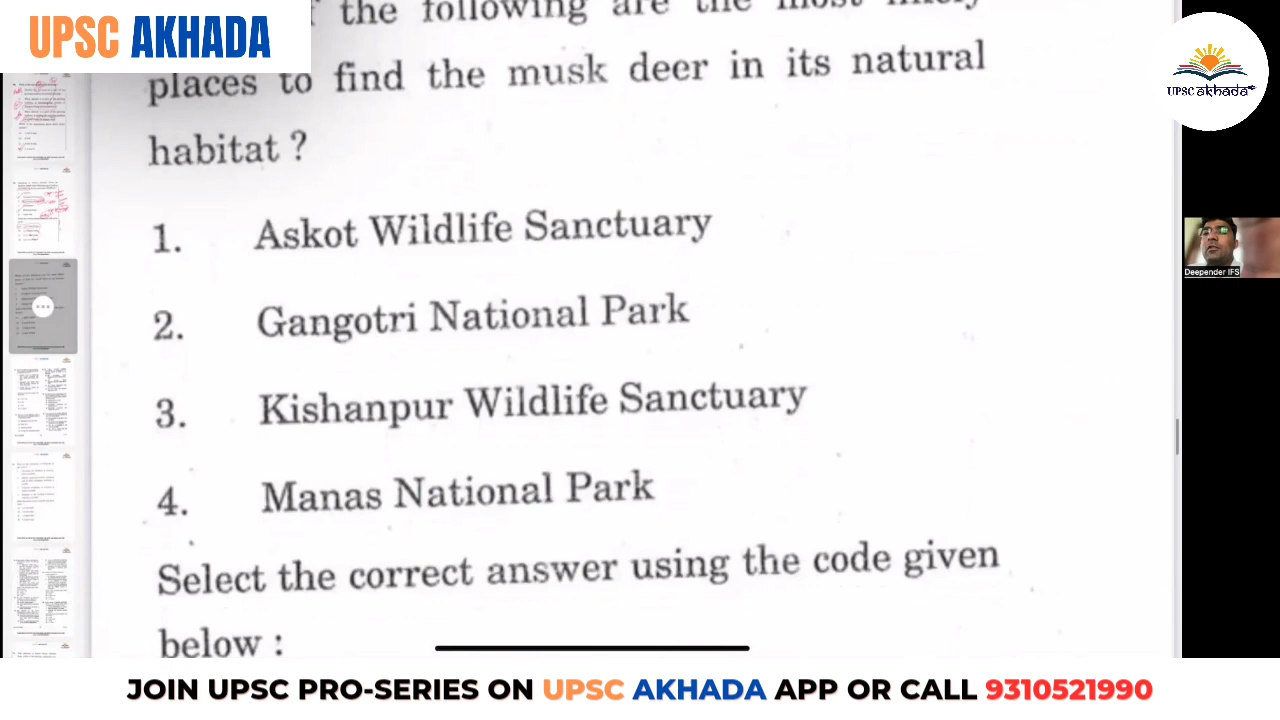 UPSC AKHADA
the following are the most likely
places to find the musk deer in its natural
habitat ?
1. Askot Wildlife Sanctuary
2. Gangotri National Park
3. Kishanpur Wildlife Sanctuary
4. Manas National Park
Select the correct answer using the code given
below :
UPSC akhada
Deepender IFS
JOIN UPSC PRO-SERIES ON UPSC AKHADA APP OR CALL 9310521990